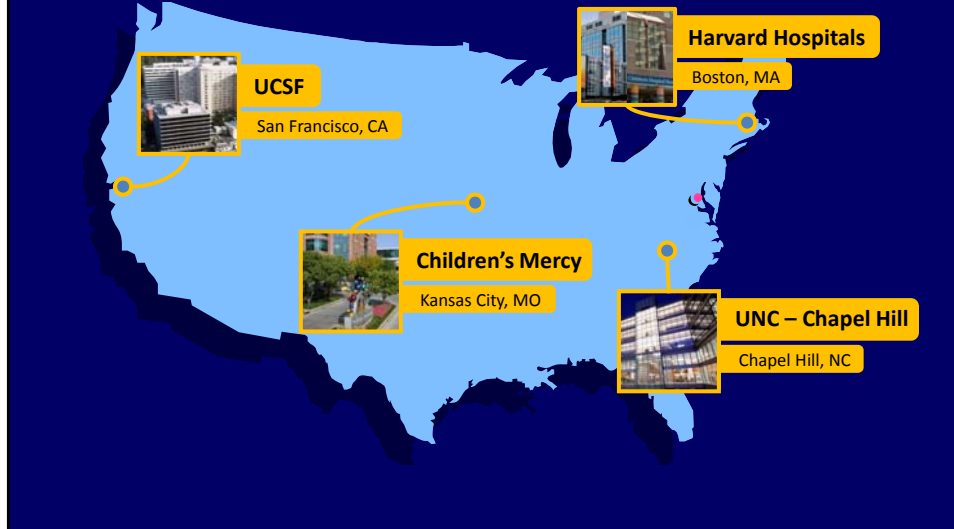 Harvard Hospitals
Boston, MA
UCSF
San Francisco, CA
Children’s Mercy
Kansas City, MO
UNC – Chapel Hill
Chapel Hill, NC